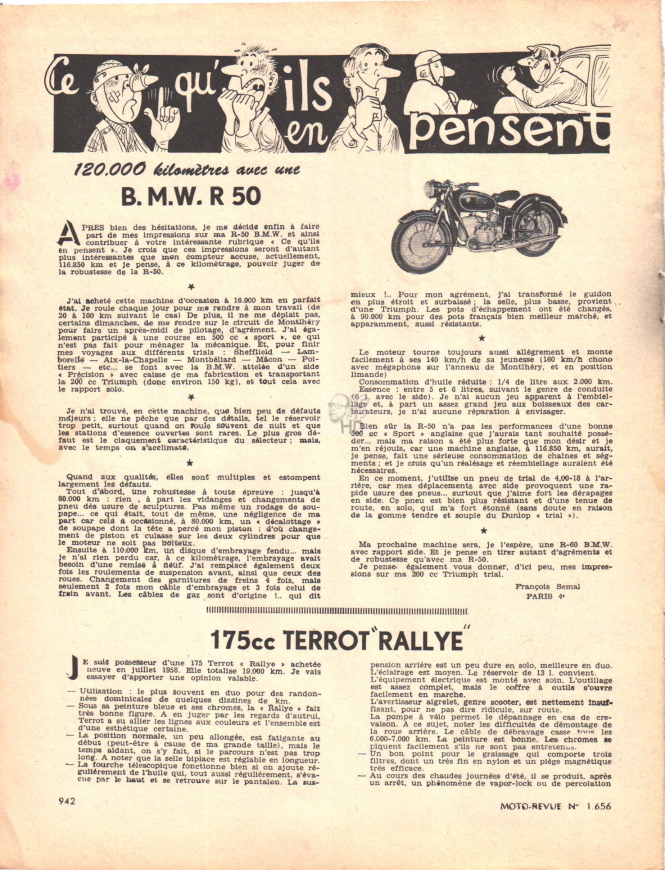 Ce qu'ils en pensent
120.000 kilomètres avec une
B.M.W. R 50
APRES bien des hésitations, je me décide enfin à faire
part de mes impressions sur ma R-50 B.M.W. et ainsi
contribuer à votre intéressante rubrique « Ce qu'ils
en pensent ». Je crois que ces impressions seront d'autant
plus intéressantes que mon compteur accuse, actuellement,
116.850 km et je pense, à ce kilométrage, pouvoir juger de
la robustesse de la R-50.
★
J'ai acheté cette machine d'occasion à 16.000 km en parfait
état. Je roule chaque jour pour me rendre à mon travail (de
20 à 100 km suivant le cas) De plus, il ne me déplait pas,
certains dimanches, de me rendre sur le circuit de Montlhéry
pour faire un après-midi de pilotage, d'agrément. J'ai éga-
lement participé à une course en 500 cc « sport », ce qui
n'est pas fait pour ménager la mécanique. Et, pour finir
mes voyages aux différents trials : Sheffield — Lam-
borelle — Aix-la-Chapelle — Montbéliard — Mâcon — Poi-
tiers — etc... se font avec la B.M.W. attelée d'un side
« Précision » avec caisse de ma fabrication et transportant
la 200 cc Triumph (donc environ 150 kg), et tout cela avec
le rapport solo.
★
Je n'ai trouvé, en cette machine, que bien peu de défauts
majeurs ; elle ne pèche que par des détails, tel le réservoir
trop petit, surtout quand on roule souvent de nuit et que
les stations d'essence ouvertes sont rares. Le plus gros dé-
faut est le claquement caractéristique du sélecteur ; mais,
avec le temps on s'acclimate.
★
Quand aux qualités, elles sont multiples et estompent
largement les défauts.
Tout d'abord, une robustesse à toute épreuve : jusqu'à
80.000 km : rien, à part les vidanges et changements de
pneu dés usure de sculptures. Pas même un rodage de sou-
pape... ce qui était, tout de même, une négligence de ma
part car cela a occasionné, à 80.000 km, un « décalottage »
de soupape dont la tête a percé mon piston : d'où change-
ment de piston et culasse sur les deux cylindres pour que
le moteur ne soit pas boiteux.
Ensuite à 110.000 km, un disque d'embrayage fendu... mais
je n'ai rien perdu car, à ce kilométrage, l'embrayage avait
besoin d'une remise à neuf. J'ai remplacé également deux
fois les roulements de suspension avant, ainsi que ceux des
roues. Changement des garnitures de freins 4 fois, mais
seulement 2 fois mon câble d'embrayage et 3 fois celui de
frein avant. Les câbles de gaz sont d'origine !.. qui dit
mieux !.. Pour mon agrément, j'ai transformé le guidon
en plus étroit et surbaissé ; la selle, plus basse, provient
d'une Triumph. Les pots d'échappement ont été changés,
à 90.000 km pour des pots français bien meilleur marché, et
apparamment, aussi résistants.
★
Le moteur tourne toujours aussi allégrement et monte
facilement à ses 140 km/h de sa jeunesse (160 km/h chono
avec mégaphone sur l'anneau de Montlhéry, et en position
limande)
Consommation d'huile réduite : 1/4 de litre aux 2.000 km.
Essence : entre 5 et 6 litres, suivant le genre de conduite
(6 l. avec le side). Je n'ai aucun jeu apparent à l'embiel-
lage et, à part un assez grand jeu aux boisseaux des car-
burateurs, je n'ai aucune réparation à envisager.
★
Bien sûr la R-50 n'a pas les performances d'une bonne
500 cc « Sport » anglaise que j'aurais tant souhaité possé-
der... mais ma raison a été plus forte que mon désir et je
m'en réjouis, car une machine anglaise, à 116.850 km, aurait,
je pense, fait une sérieuse consommation de chaînes et seg-
ments ; et je crois qu'un réalésage et réembiellage auraient été
nécessaires.
En ce moment, j'utilise un pneu de trial de 4,00-18 à l'ar-
rière, car mes déplacements avec side provoquent une ra-
pide usure des pneus... surtout que j'aime fort les dérapages
en side. Ce pneu est bien plus résistant et d'une tenue de
route, en solo, qui m'a fort étonné (sans doute en raison
de la gomme tendre et souple du Dunlop « trial »).
★
Ma prochaine machine sera, je l'espère, une R-60 B.M.W.
avec rapport side. Et je pense en tirer autant d'agréments et
de robustesse qu'avec ma R-50.
Je pense également vous donner, d'ici peu, mes impres-
sions sur ma 200 cc Triumph trial.
François Semal
PARIS 4e
175cc TERROT "RALLYE"
JE suis possesseur d'une 175 Terrot « Rallye » achetée
neuve en juillet 1958. Elle totalise 19.000 km. Je vais
essayer d'apporter une opinion valable.
— Utilisation : le plus souvent en duo pour des randon-
nées dominicales de quelques dizaines de km.
— Sous sa peinture bleue et ses chromés, la « Rallye » fait
très bonne figure. A en juger par les regards d'autrui,
Terrot a su allier les lignes aux couleurs et l'ensemble est
d'une esthétique certaine.
— La position normale, un peu allongée, est fatigante au
début (peut-être à cause de ma grande taille), mais le
temps aidant, on s'y fait, si le parcours n'est pas trop
long. A noter que la selle biplace est réglable en longueur.
— La fourche télescopique fonctionne bien si on ajoute ré-
gulièrement de l'huile qui, tout aussi régulièrement, s'éva-
cue par le haut et se retrouve sur le pantalon. La sus-
pension arrière est un peu dure en solo, meilleure en duo.
L'éclairage est moyen. Le réservoir de 13 l. convient.
L'équipement électrique est monté avec soin. L'outillage
est assez complet, mais le coffre à outils s'ouvre
facilement en marche.
L'avertisseur aigrelet, genre scooter, est nettement insuf-
fisant, pour ne pas dire ridicule, sur route.
La pompe à vélo permet le dépannage en cas de cre-
vaison. A ce sujet, noter les difficultés de démontage de
la roue arrière. Le câble de débrayage casse tous les
6.000-7.000 km. La peinture est bonne. Les chromes se
piquent facilement s'ils ne sont pas entretenus.
— Un bon point pour le graissage qui comporte trois
filtres, dont un très fin en nylon et un piège magnétique
très efficace.
— Au cours des chaudes journées d'été, il se produit, après
un arrêt, un phénomène de vapor-lock ou de percolation
942
MOTO-REVUE N° 1.656